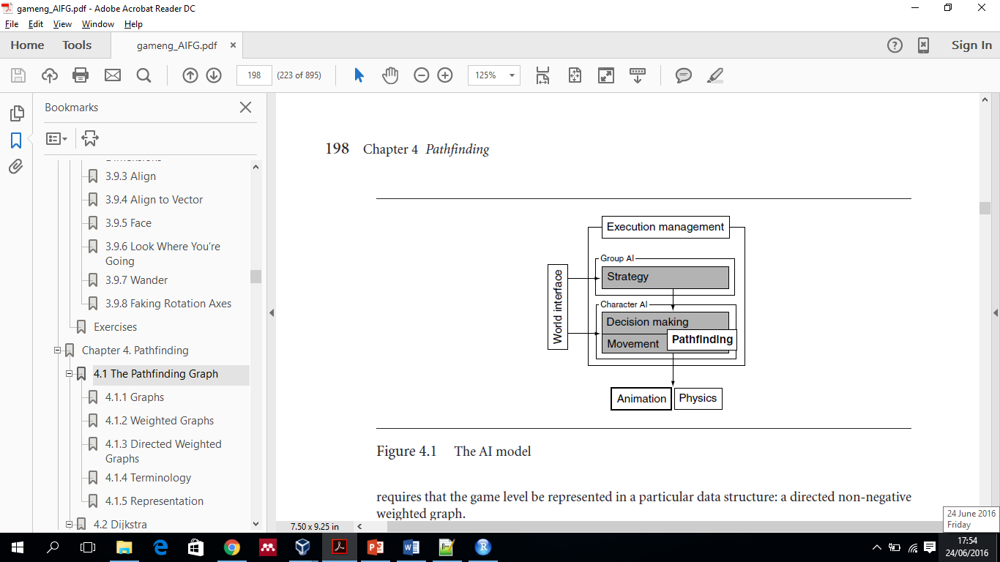 gameng_AIFG.pdf - Adobe Acrobat Reader DC
File Edit View Window Help
Home Tools gameng_AIFG.pdf × Sign In
198 (223 of 895) 125%
Bookmarks
3.9.3 Align
3.9.4 Align to Vector
3.9.5 Face
3.9.6 Look Where You're
Going
3.9.7 Wander
3.9.8 Faking Rotation Axes
Exercises
Chapter 4. Pathfinding
4.1 The Pathfinding Graph
4.1.1 Graphs
4.1.2 Weighted Graphs
4.1.3 Directed Weighted
Graphs
4.1.4 Terminology
4.1.5 Representation
4.2 Dijkstra
198 Chapter 4 Pathfinding
Execution management
Group AI
Strategy
World interface
Character AI
Decision making
Movement
Pathfinding
Animation
Physics
Figure 4.1 The AI model
requires that the game level be represented in a particular data structure: a directed non-negative
weighted graph.
7.50 x 9.25 in
24 June 2016
Friday
17:54
24/06/2016